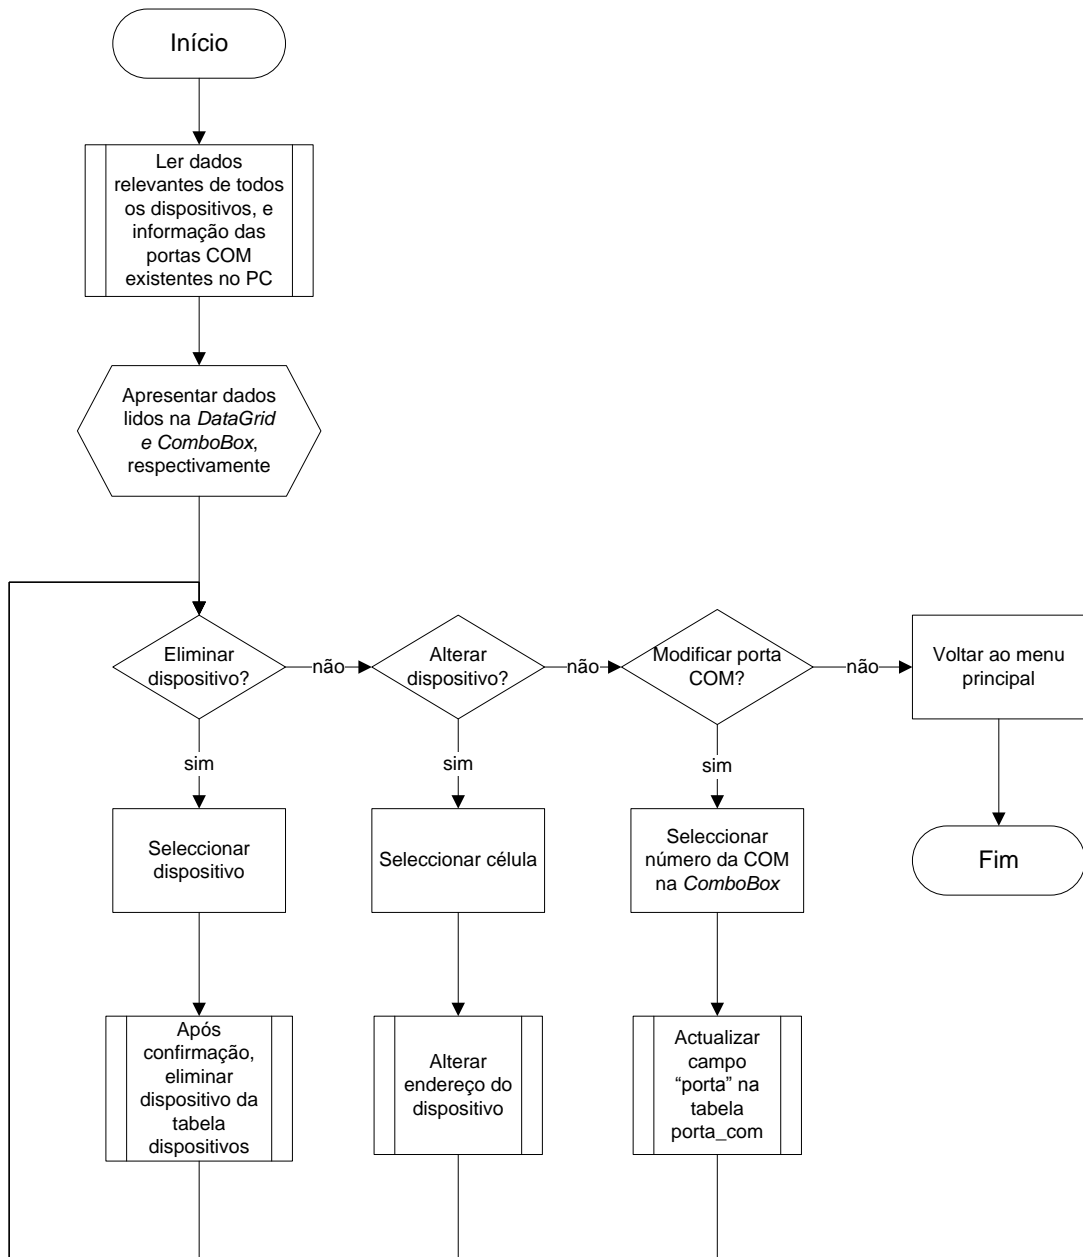 Início
Ler dados
relevantes de todos
os dispositivos, e
informação das
portas COM
existentes no PC
Apresentar dados
lidos na DataGrid
e ComboBox,
respectivamente
Eliminar
dispositivo?
não
Alterar
dispositivo?
não
Modificar porta
COM?
não
Voltar ao menu
principal
sim
sim
sim
Seleccionar
dispositivo
Seleccionar célula
Seleccionar
número da COM
na ComboBox
Fim
Após
confirmação,
eliminar
dispositivo da
tabela
dispositivos
Alterar
endereço do
dispositivo
Actualizar
campo
“porta” na
tabela
porta_com